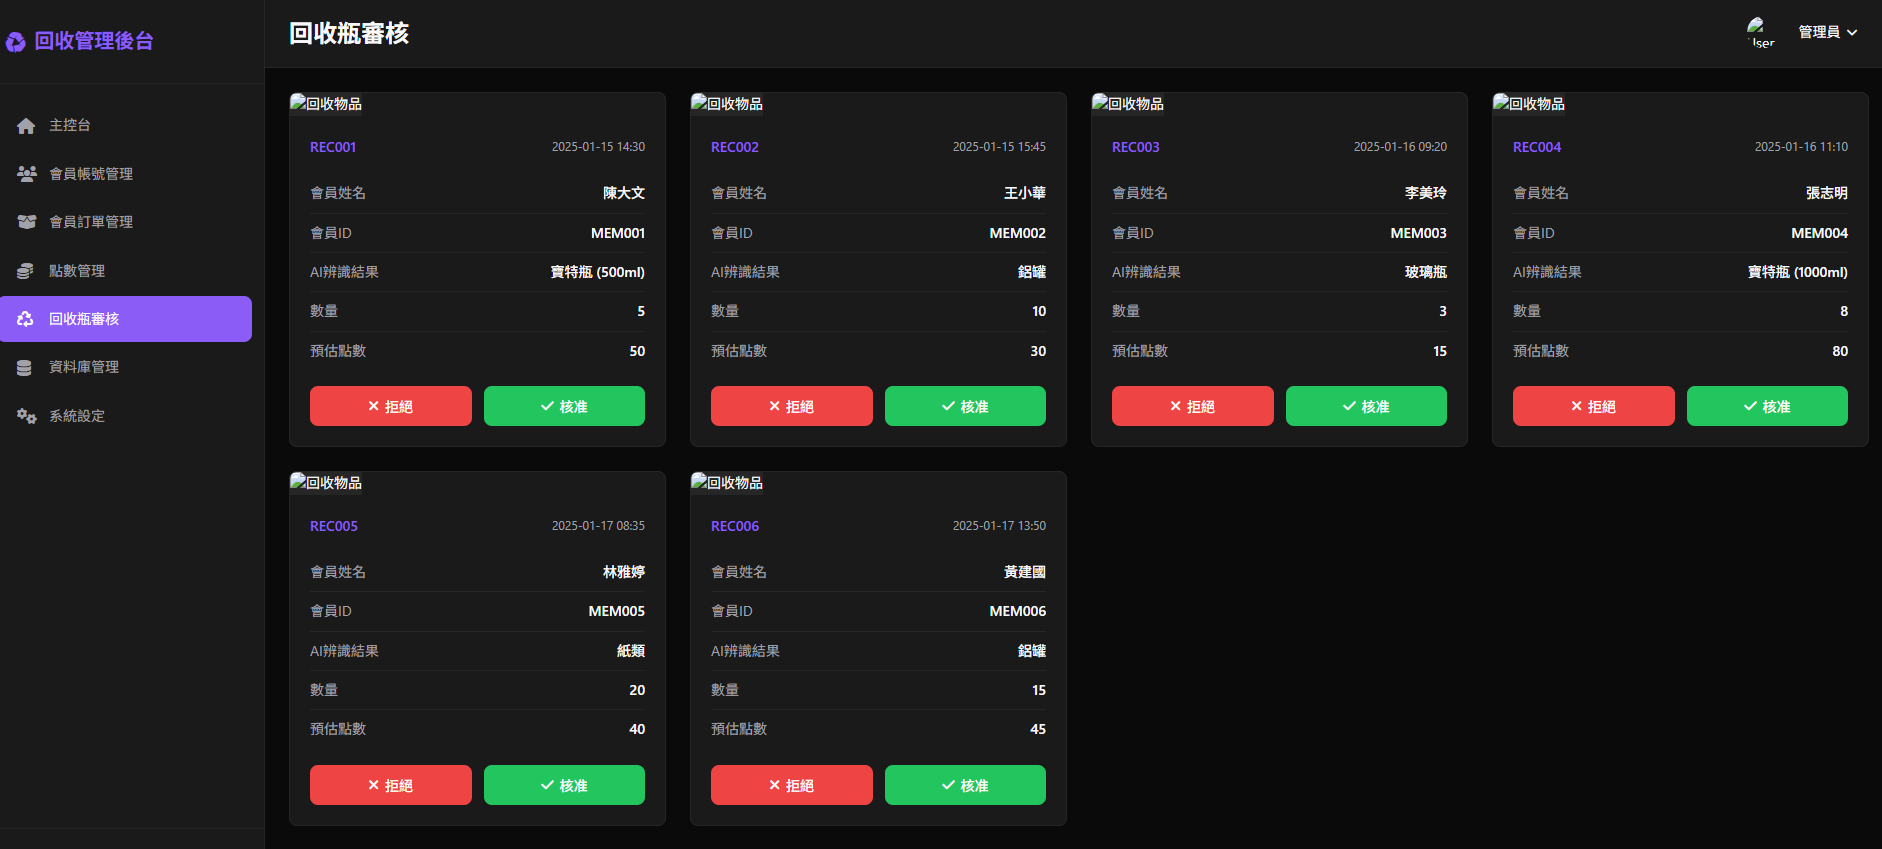 回收管理後台
主控台
會員帳號管理
會員訂單管理
點數管理
回收瓶審核
資料庫管理
系統設定
回收瓶審核
User
管理員
回收物品
REC001 2025-01-15 14:30
會員姓名 陳大文
會員ID MEM001
AI辨識結果 寶特瓶 (500ml)
數量 5
預估點數 50
拒絕 核准
回收物品
REC002 2025-01-15 15:45
會員姓名 王小華
會員ID MEM002
AI辨識結果 鋁罐
數量 10
預估點數 30
拒絕 核准
回收物品
REC003 2025-01-16 09:20
會員姓名 李美玲
會員ID MEM003
AI辨識結果 玻璃瓶
數量 3
預估點數 15
拒絕 核准
回收物品
REC004 2025-01-16 11:10
會員姓名 張志明
會員ID MEM004
AI辨識結果 寶特瓶 (1000ml)
數量 8
預估點數 80
拒絕 核准
回收物品
REC005 2025-01-17 08:35
會員姓名 林雅婷
會員ID MEM005
AI辨識結果 紙類
數量 20
預估點數 40
拒絕 核准
回收物品
REC006 2025-01-17 13:50
會員姓名 黃建國
會員ID MEM006
AI辨識結果 鋁罐
數量 15
預估點數 45
拒絕 核准